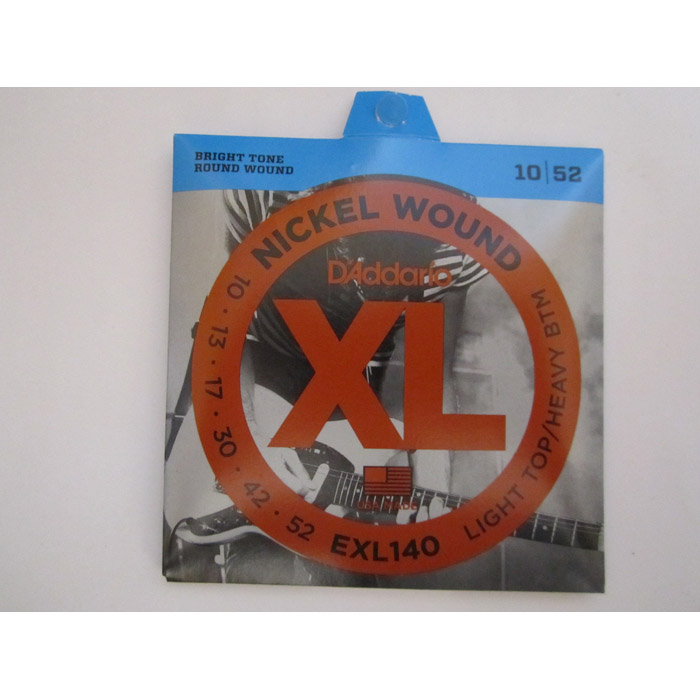 BRIGHT TONE
ROUND WOUND
10|52
NICKEL WOUND
D'Addario
XL
USA MADE
10 • 13 • 17 • 30 • 42 • 52
EXL140
LIGHT TOP/HEAVY BTM